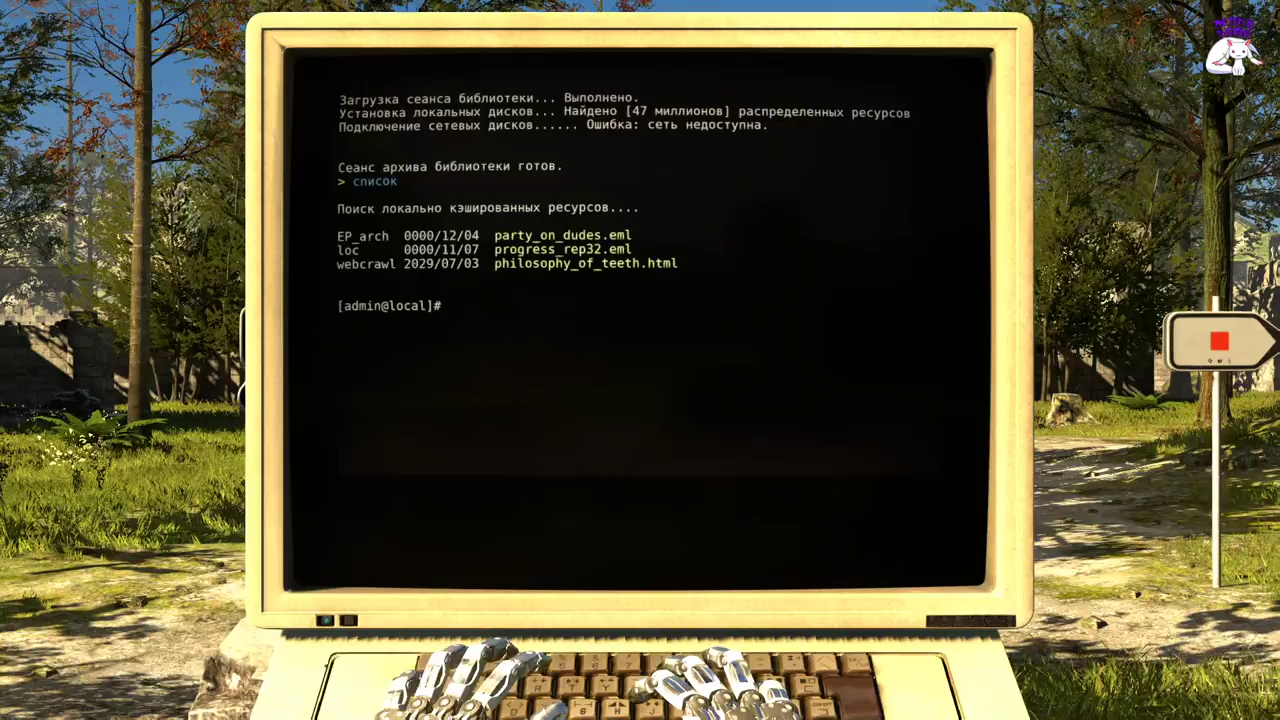 Загрузка сеанса библиотеки... Выполнено.
Установка локальных дисков... Найдено [47 миллионов] распределенных ресурсов
Подключение сетевых дисков...... Ошибка: сеть недоступна.
Сеанс архива библиотеки готов.
> список
Поиск локально кэшированных ресурсов....
EP_arch 0000/12/04 party_on_dudes.eml
loc 0000/11/07 progress_rep32.eml
webcrawl 2029/07/03 philosophy_of_teeth.html
[admin@local]#